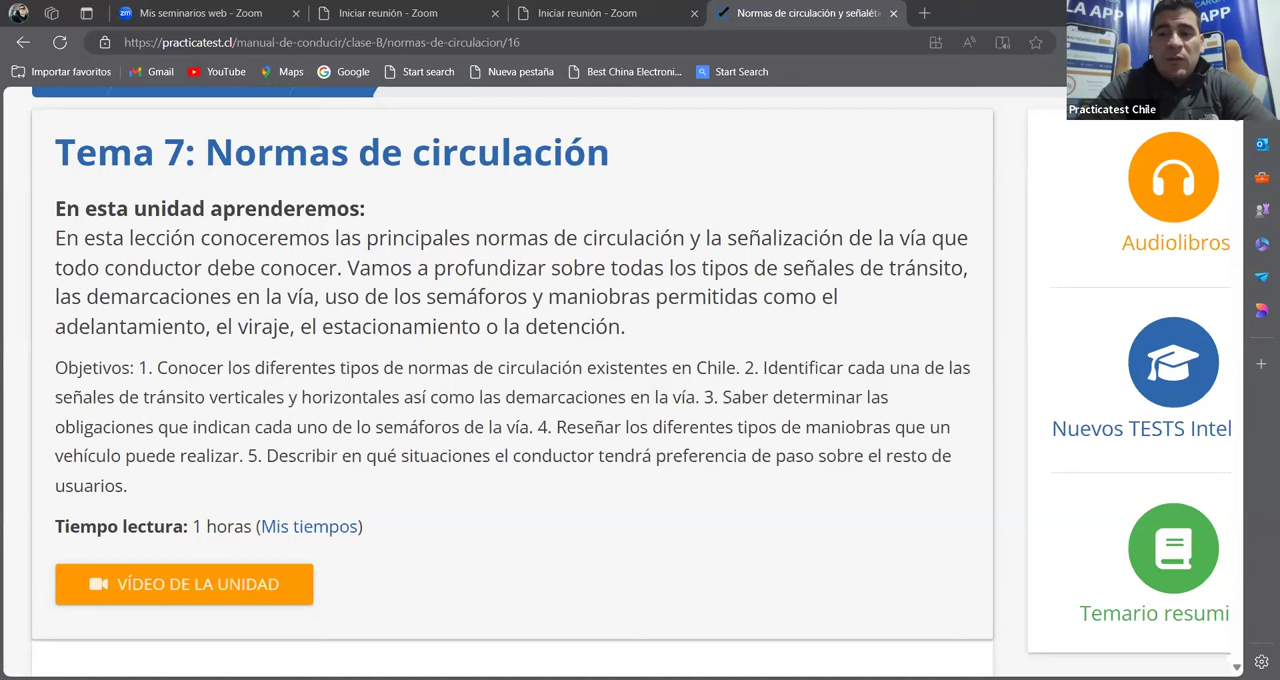 Mis seminarios web - Zoom
Iniciar reunión - Zoom
Iniciar reunión - Zoom
Normas de circulación y señaléti
https://practicatest.cl/manual-de-conducir/clase-B/normas-de-circulacion/16
Importar favoritos
Gmail
YouTube
Maps
Google
Start search
Nueva pestaña
Best China Electroni...
Start Search
LA APP
APP
Practicatest Chile
Tema 7: Normas de circulación
En esta unidad aprenderemos:
En esta lección conoceremos las principales normas de circulación y la señalización de la vía que
todo conductor debe conocer. Vamos a profundizar sobre todas los tipos de señales de tránsito,
las demarcaciones en la vía, uso de los semáforos y maniobras permitidas como el
adelantamiento, el viraje, el estacionamiento o la detención.
Objetivos: 1. Conocer los diferentes tipos de normas de circulación existentes en Chile. 2. Identificar cada una de las
señales de tránsito verticales y horizontales así como las demarcaciones en la vía. 3. Saber determinar las
obligaciones que indican cada uno de lo semáforos de la vía. 4. Reseñar los diferentes tipos de maniobras que un
vehículo puede realizar. 5. Describir en qué situaciones el conductor tendrá preferencia de paso sobre el resto de
usuarios.
Tiempo lectura: 1 horas (Mis tiempos)
VÍDEO DE LA UNIDAD
Audiolibros
Nuevos TESTS Intel
Temario resumi